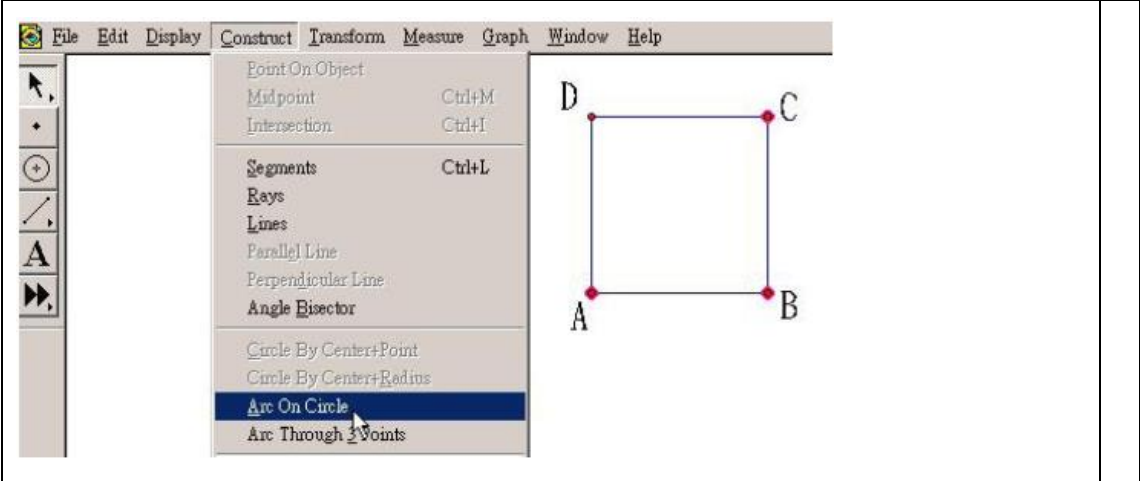 File Edit Display Construct Transform Measure Graph Window Help
Point On Object
Midpoint Ctrl+M
Intersection Ctrl+I
Segments Ctrl+L
Rays
Lines
Parallel Line
Perpendicular Line
Angle Bisector
Circle By Center+Point
Circle By Center+Radius
Arc On Circle
Arc Through 3 Points
A
D C
A B